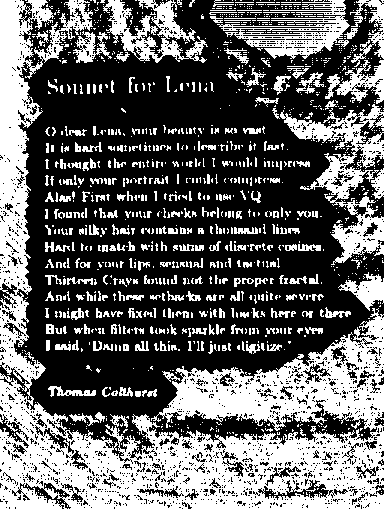 Sonnet for Lena
O dear Lena, your beauty is so vast
It is hard sometimes to describe it fast.
I thought the entire world I would impress
If only your portrait I could compress.
Alas! First when I tried to use VQ
I found that your cheeks belong to only you.
Your silky hair contains a thousand lines
Hard to match with sums of discrete cosines.
And for your lips, sensual and tactual
Thirteen Crays found not the proper fractal.
And while these setbacks are all quite severe
I might have fixed them with hacks here or there
But when filters took sparkle from your eyes
I said, 'Damn all this. I'll just digitize.'
Thomas Colthurst